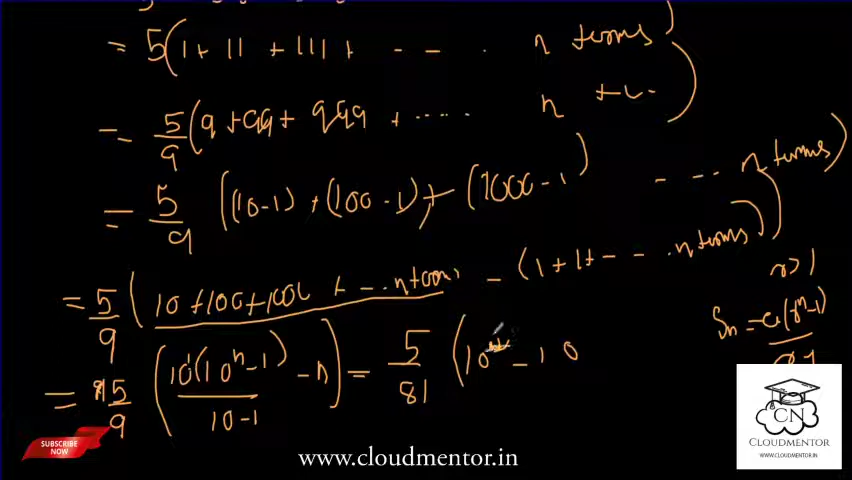 = 5(1 + 11 + 111 + -- -- . n terms)
= 5/9 (9 + 99 + 999 + ..... n te.)
= 5/9 ((10-1) + (100-1) + (1000-1) - -- n terms)
= 5/9 (10 + 100 + 1000 + -.. n terms - (1 + 1 + -- - . n terms))
r>1
Sn = a(r^n-1)
= 5/9 (10(10^n-1)/10-1 - n) = 5/81 (10 - 10
SUBSCRIBE NOW
CN
CLOUDMENTOR
WWW.CLOUDMENTOR.IN
www.cloudmentor.in